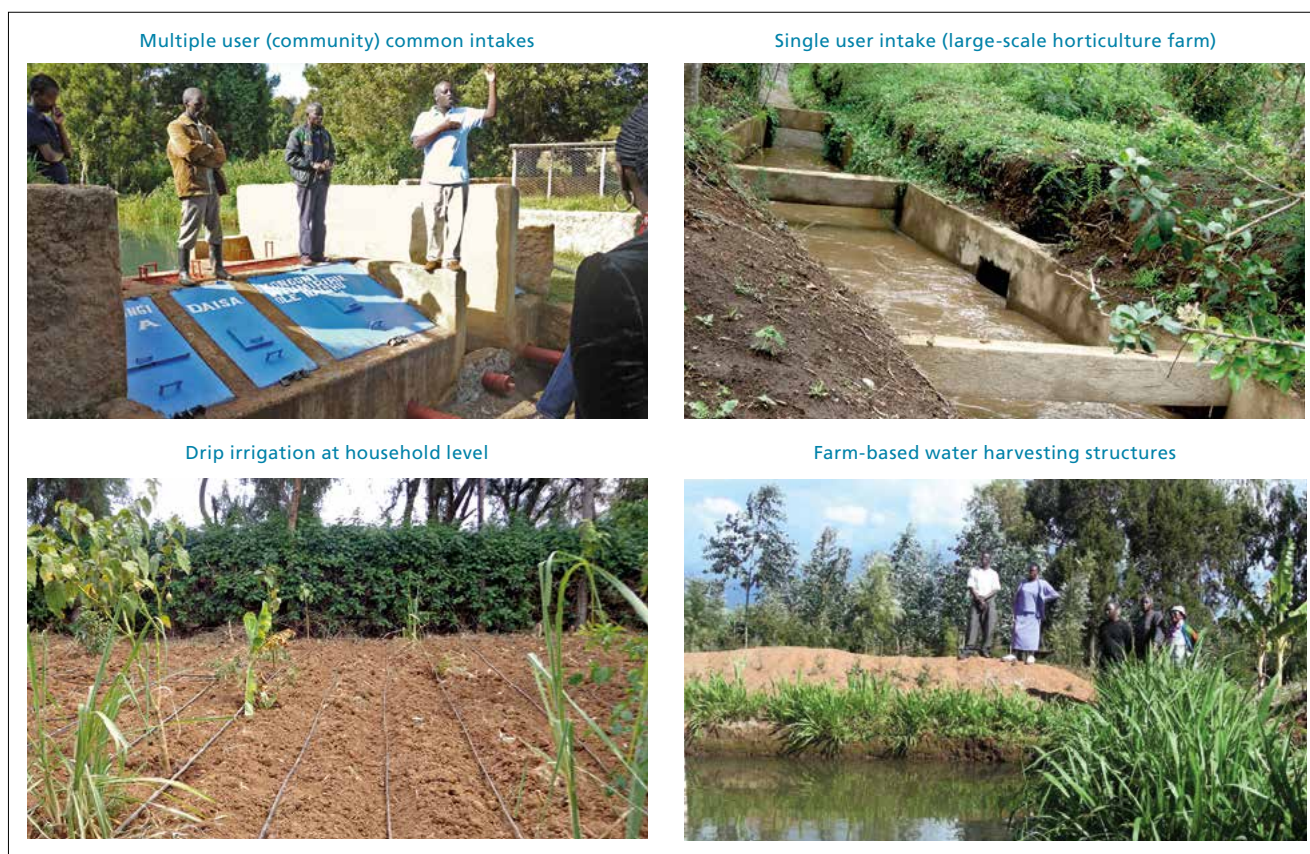 Multiple user (community) common intakes
Single user intake (large-scale horticulture farm)
DAISA
A
Drip irrigation at household level
Farm-based water harvesting structures